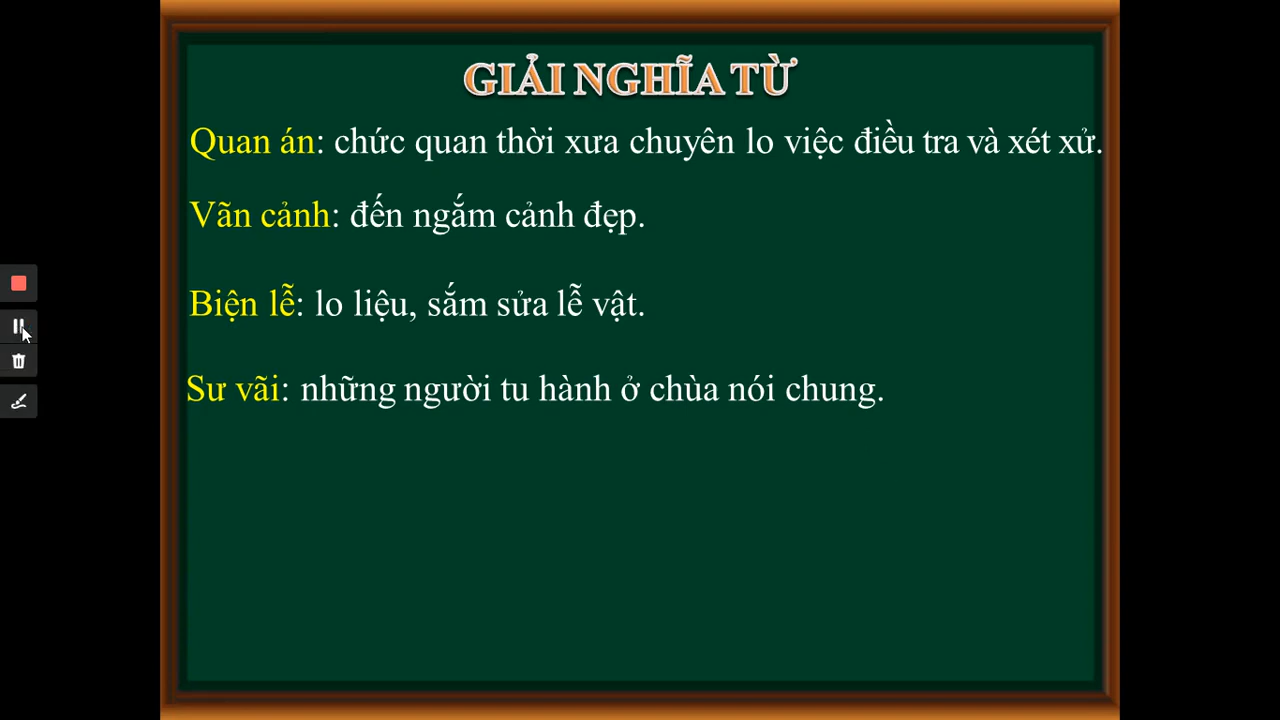 GIẢI NGHĨA TỪ
Quan án: chức quan thời xưa chuyên lo việc điều tra và xét xử.
Vãn cảnh: đến ngắm cảnh đẹp.
Biện lễ: lo liệu, sắm sửa lễ vật.
Sư vãi: những người tu hành ở chùa nói chung.